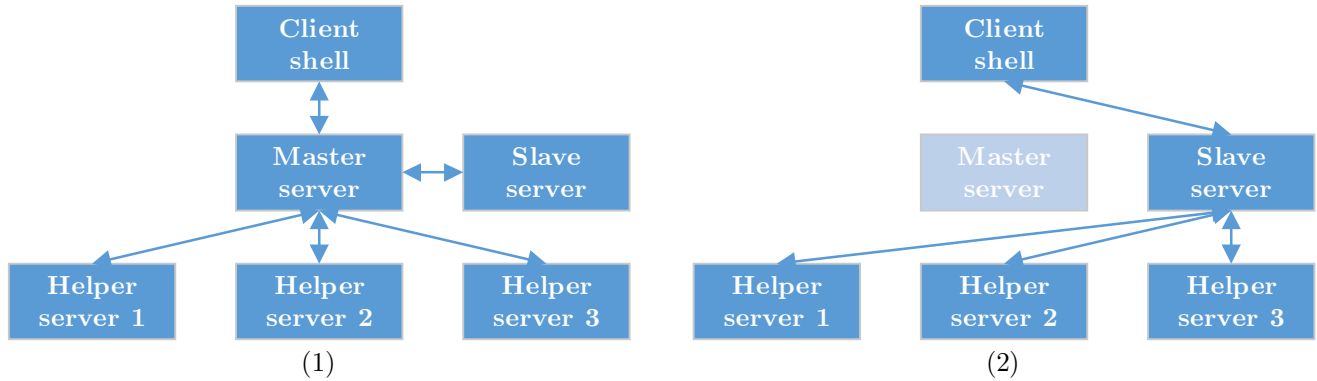 Client
shell
Master
server
Slave
server
Helper
server 1
Helper
server 2
Helper
server 3
(1)
Client
shell
Master
server
Slave
server
Helper
server 1
Helper
server 2
Helper
server 3
(2)